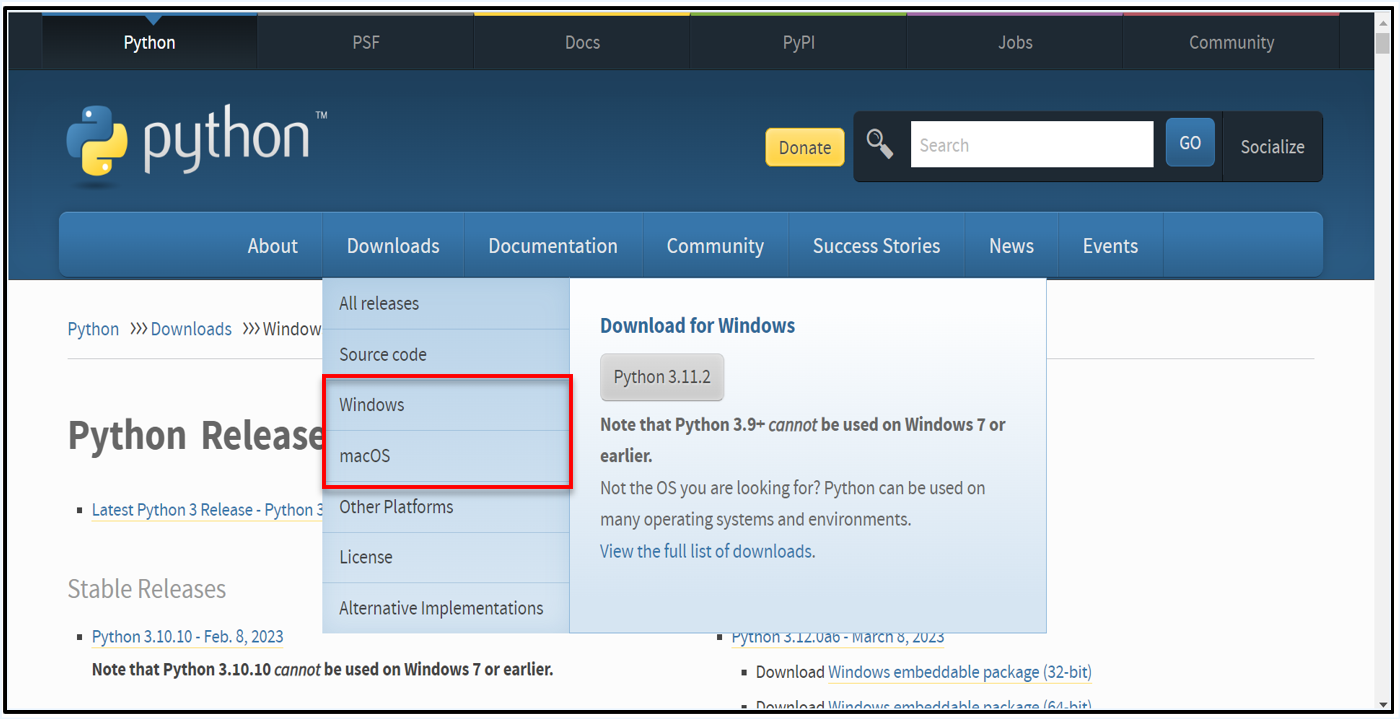 Python PSF Docs PyPI Jobs Community
python™
Donate Search GO Socialize
About Downloads Documentation Community Success Stories News Events
All releases
Source code
Windows
macOS
Other Platforms
License
Alternative Implementations
Download for Windows
Python 3.11.2
Note that Python 3.9+ cannot be used on Windows 7 or
earlier.
Not the OS you are looking for? Python can be used on
many operating systems and environments.
View the full list of downloads.
Python >>> Downloads >>> Window
Python Release
Latest Python 3 Release - Python 3
Stable Releases
Python 3.10.10 - Feb. 8, 2023
Note that Python 3.10.10 cannot be used on Windows 7 or earlier.
Python 3.12.0a6 - March 8, 2023
Download Windows embeddable package (32-bit)
Download Windows embeddable package (64-bit)